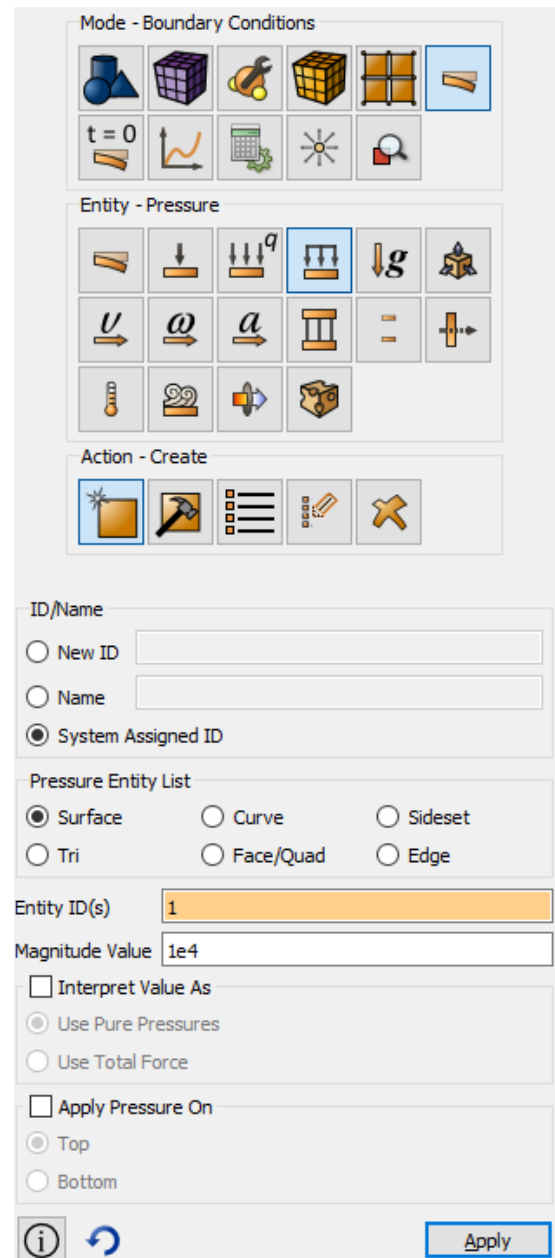 Mode - Boundary Conditions
t = 0
Entity - Pressure
q
g
υ ω a
Action - Create
ID/Name
New ID
Name
System Assigned ID
Pressure Entity List
Surface Curve Sideset
Tri Face/Quad Edge
Entity ID(s) 1
Magnitude Value 1e4
Interpret Value As
Use Pure Pressures
Use Total Force
Apply Pressure On
Top
Bottom
i Apply